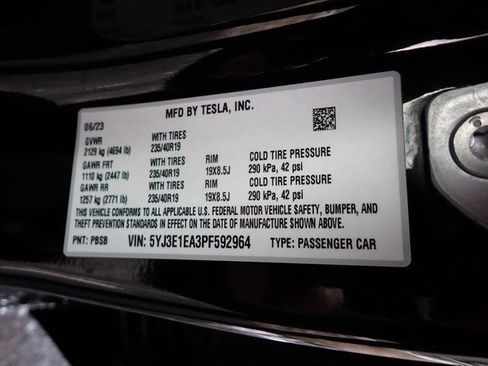 MFD BY TESLA, INC.
06/23
GVWR WITH TIRES
2129 kg (4694 lb) 235/40R19
GAWR FRT WITH TIRES RIM COLD TIRE PRESSURE
1110 kg (2447 lb) 235/40R19 19X8.5J 290 kPa, 42 psi
GAWR RR WITH TIRES RIM COLD TIRE PRESSURE
1257 kg (2771 lb) 235/40R19 19X8.5J 290 kPa, 42 psi
THIS VEHICLE CONFORMS TO ALL APPLICABLE U.S. FEDERAL MOTOR VEHICLE SAFETY, BUMPER, AND
THEFT PREVENTION STANDARDS IN EFFECT ON THE DATE OF MANUFACTURE SHOWN ABOVE.
PNT: PBSB VIN: 5YJ3E1EA3PF592964 TYPE: PASSENGER CAR